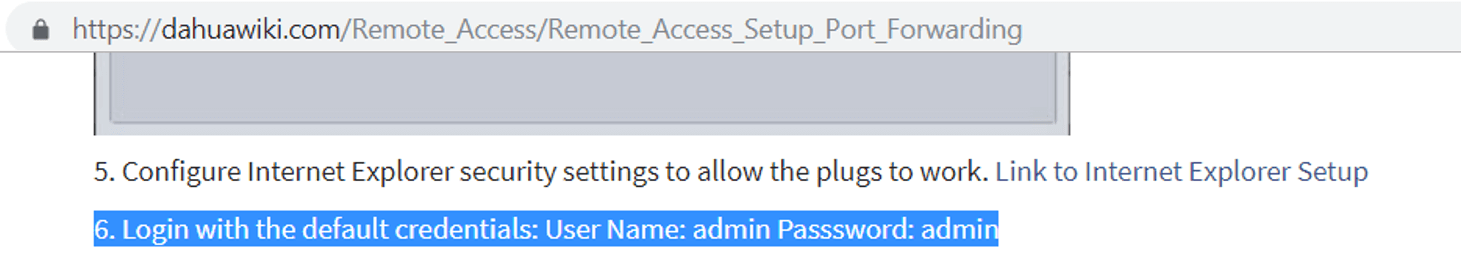 https://dahuawiki.com/Remote_Access/Remote_Access_Setup_Port_Forwarding
5. Configure Internet Explorer security settings to allow the plugs to work. Link to Internet Explorer Setup
6. Login with the default credentials: User Name: admin Passsword: admin